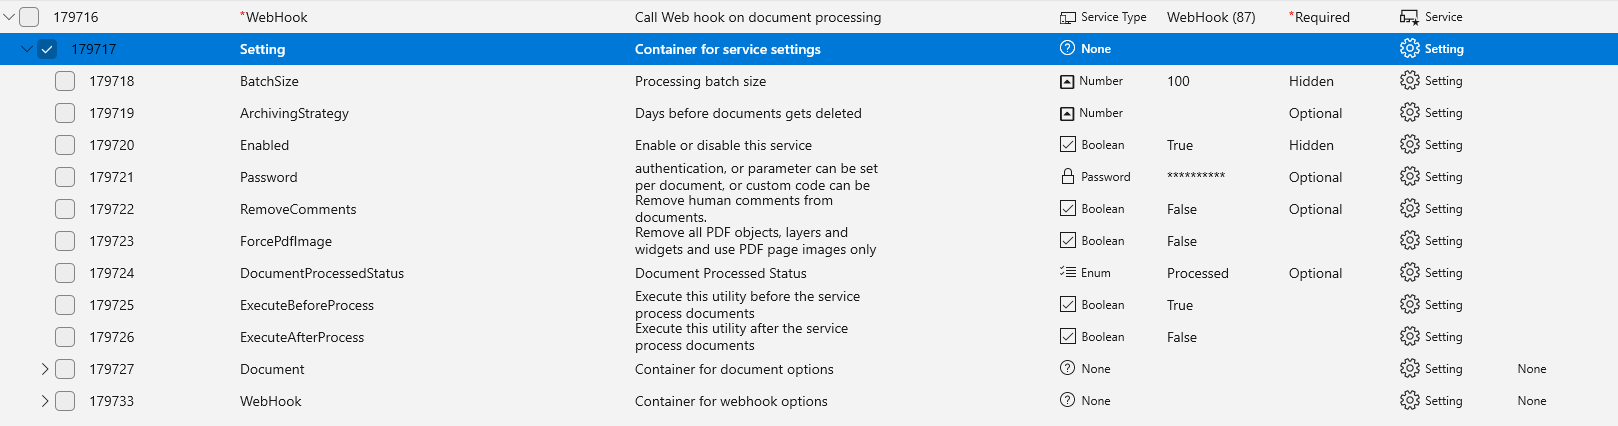 179716 *WebHook Call Web hook on document processing Service Type WebHook (87) *Required Service
179717 Setting Container for service settings None Setting
179718 BatchSize Processing batch size Number 100 Hidden Setting
179719 ArchivingStrategy Days before documents gets deleted Number Optional Setting
179720 Enabled Enable or disable this service Boolean True Hidden Setting
authentication, or parameter can be set
179721 Password per document, or custom code can be Password ********** Optional Setting
Remove human comments from
179722 RemoveComments documents. Boolean False Optional Setting
Remove all PDF objects, layers and
179723 ForcePdfImage widgets and use PDF page images only Boolean False Setting
179724 DocumentProcessedStatus Document Processed Status Enum Processed Optional Setting
Execute this utility before the service
179725 ExecuteBeforeProcess process documents Boolean True Setting
Execute this utility after the service
179726 ExecuteAfterProcess process documents Boolean False Setting
179727 Document Container for document options None Setting None
179733 WebHook Container for webhook options None Setting None